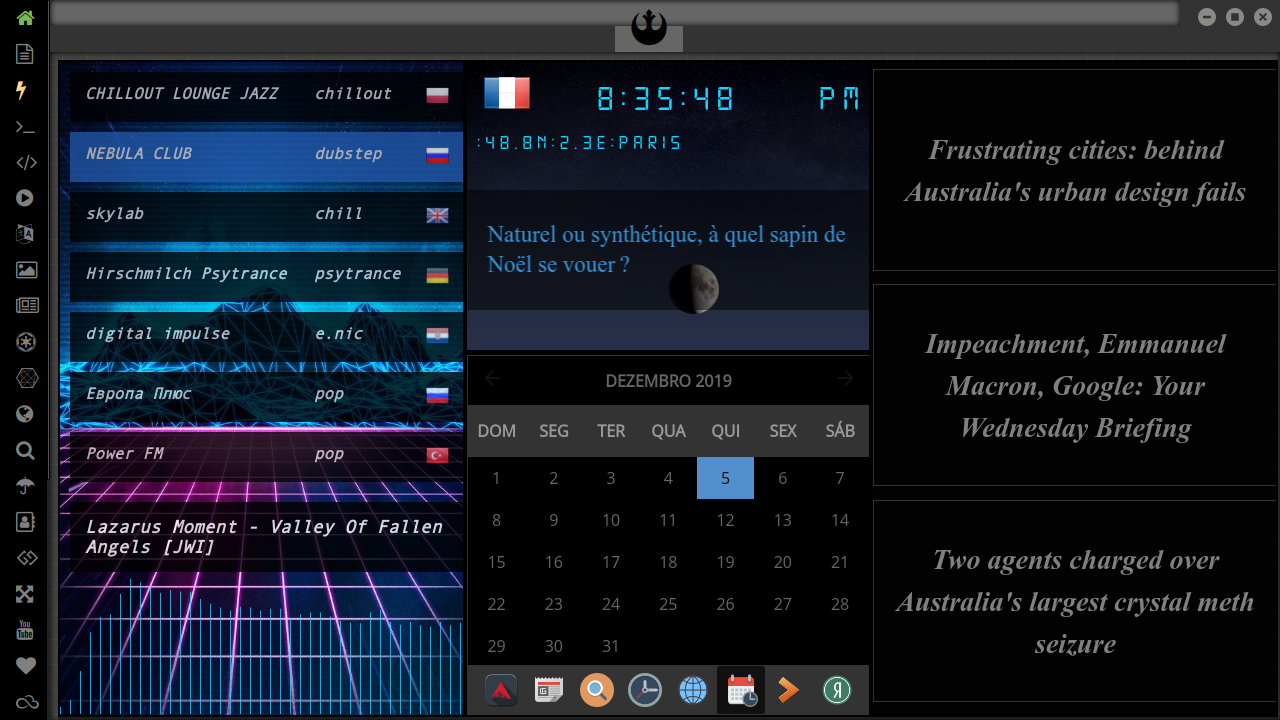 CHILLOUT LOUNGE JAZZ chillout
NEBULA CLUB dubstep
skylab chill
Hirschmilch Psytrance psytrance
digital impulse e.nic
Европа Плюс pop
Power FM pop
Lazarus Moment - Valley Of Fallen
Angels [JWI]
8:35:48 PM
:48.8N:2.3E:PARIS
Naturel ou synthétique, à quel sapin de
Noël se vouer ?
DEZEMBRO 2019
DOM SEG TER QUA QUI SEX SÁB
1 2 3 4 5 6 7
8 9 10 11 12 13 14
15 16 17 18 19 20 21
22 23 24 25 26 27 28
29 30 31
Frustrating cities: behind
Australia's urban design fails
Impeachment, Emmanuel
Macron, Google: Your
Wednesday Briefing
Two agents charged over
Australia's largest crystal meth
seizure
You
Tube
Я